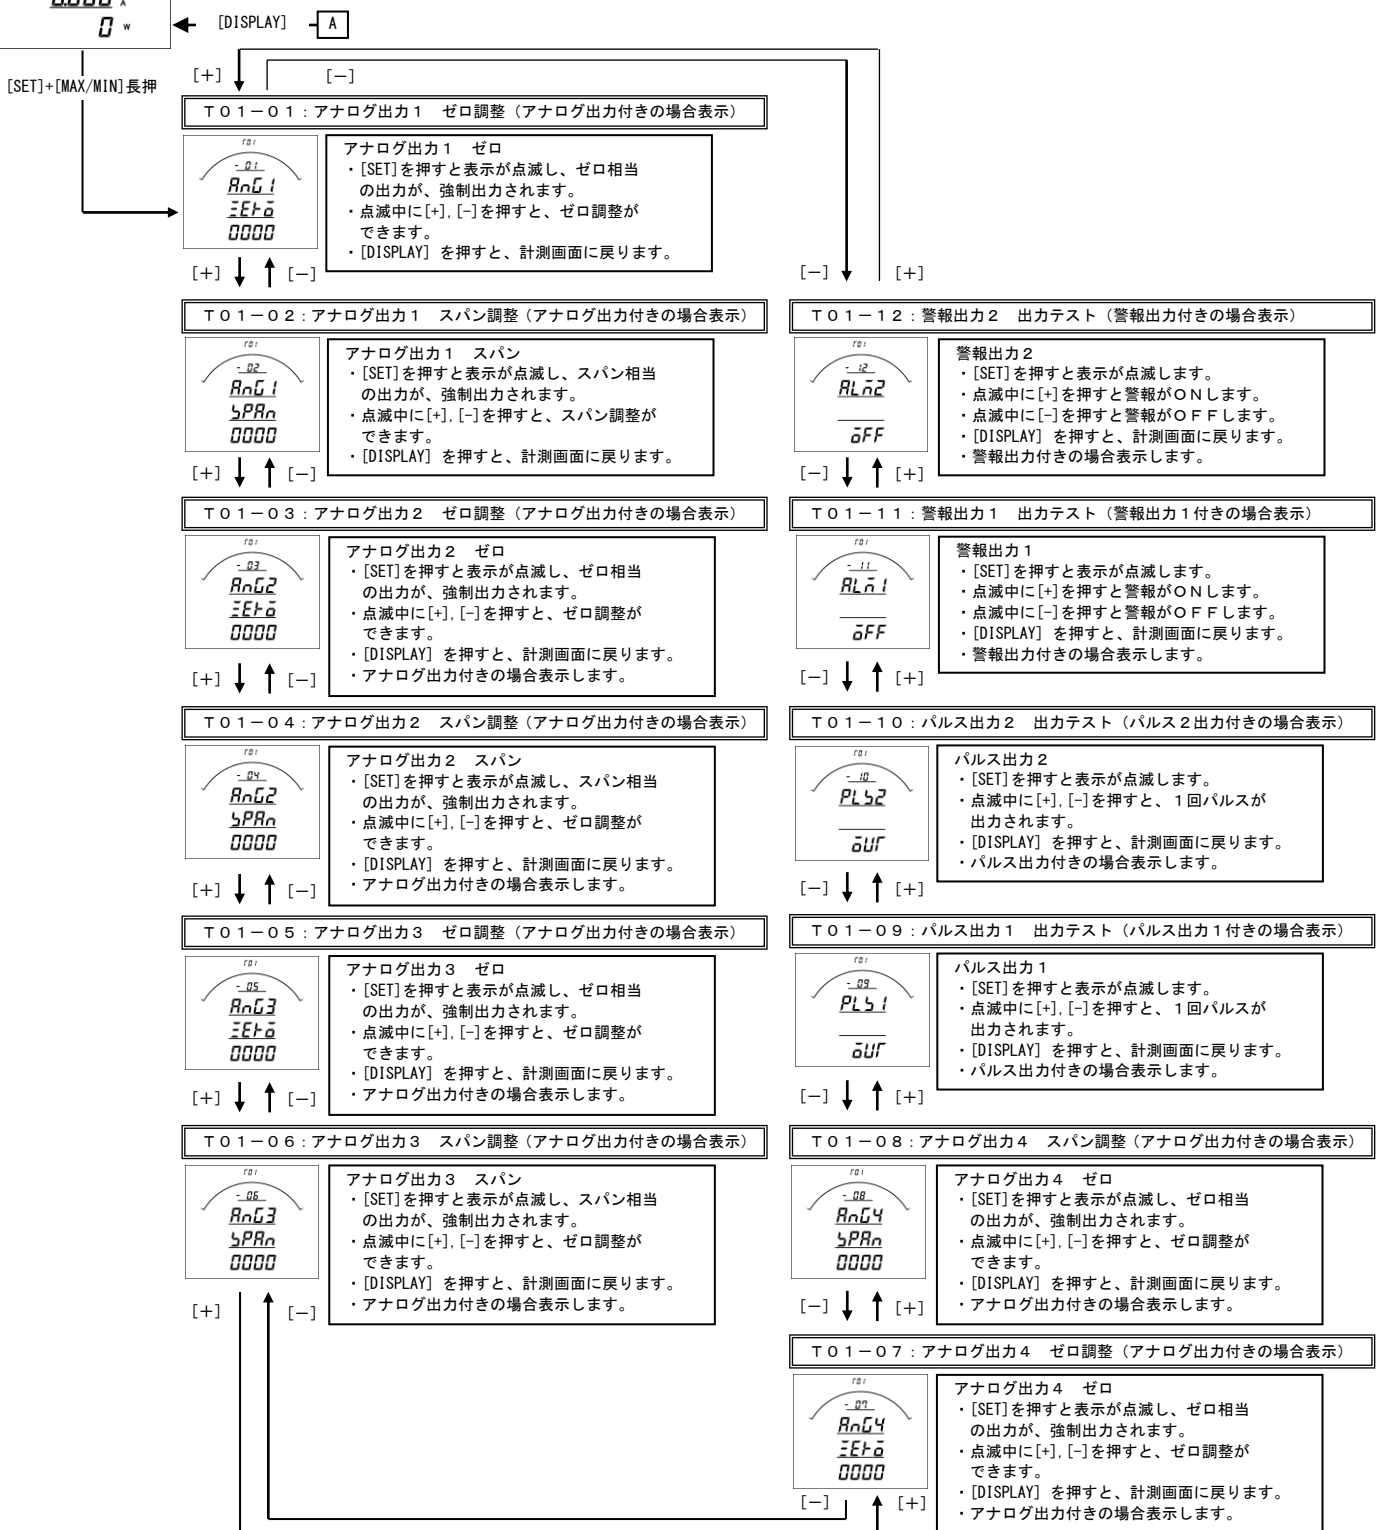 0.000 A
0 W
[DISPLAY] A
[SET]+[MAX/MIN]長押
[+] [−]
T01−01:アナログ出力1 ゼロ調整(アナログ出力付きの場合表示)
T01
-01
AnG1
ZERO
0000
アナログ出力1 ゼロ
・[SET]を押すと表示が点滅し、ゼロ相当
の出力が、強制出力されます。
・点滅中に[+],[-]を押すと、ゼロ調整が
できます。
・[DISPLAY] を押すと、計測画面に戻ります。
[+] [−]
T01−02:アナログ出力1 スパン調整(アナログ出力付きの場合表示)
T01
-02
AnG1
SPAn
0000
アナログ出力1 スパン
・[SET]を押すと表示が点滅し、スパン相当
の出力が、強制出力されます。
・点滅中に[+],[-]を押すと、スパン調整が
できます。
・[DISPLAY] を押すと、計測画面に戻ります。
[+] [−]
T01−03:アナログ出力2 ゼロ調整(アナログ出力付きの場合表示)
T01
-03
AnG2
ZERO
0000
アナログ出力2 ゼロ
・[SET]を押すと表示が点滅し、ゼロ相当
の出力が、強制出力されます。
・点滅中に[+],[-]を押すと、ゼロ調整が
できます。
・[DISPLAY] を押すと、計測画面に戻ります。
・アナログ出力付きの場合表示します。
[+] [−]
T01−04:アナログ出力2 スパン調整(アナログ出力付きの場合表示)
T01
-04
AnG2
SPAn
0000
アナログ出力2 スパン
・[SET]を押すと表示が点滅し、スパン相当
の出力が、強制出力されます。
・点滅中に[+],[-]を押すと、ゼロ調整が
できます。
・[DISPLAY] を押すと、計測画面に戻ります。
・アナログ出力付きの場合表示します。
[+] [−]
T01−05:アナログ出力3 ゼロ調整(アナログ出力付きの場合表示)
T01
-05
AnG3
ZERO
0000
アナログ出力3 ゼロ
・[SET]を押すと表示が点滅し、ゼロ相当
の出力が、強制出力されます。
・点滅中に[+],[-]を押すと、ゼロ調整が
できます。
・[DISPLAY] を押すと、計測画面に戻ります。
・アナログ出力付きの場合表示します。
[+] [−]
T01−06:アナログ出力3 スパン調整(アナログ出力付きの場合表示)
T01
-06
AnG3
SPAn
0000
アナログ出力3 スパン
・[SET]を押すと表示が点滅し、スパン相当
の出力が、強制出力されます。
・点滅中に[+],[-]を押すと、ゼロ調整が
できます。
・[DISPLAY] を押すと、計測画面に戻ります。
・アナログ出力付きの場合表示します。
[+] [−]
[−] [+]
T01−12:警報出力2 出力テスト(警報出力付きの場合表示)
T01
-12
ALM2
OFF
警報出力2
・[SET]を押すと表示が点滅します。
・点滅中に[+]を押すと警報がONします。
・点滅中に[-]を押すと警報がOFFします。
・[DISPLAY] を押すと、計測画面に戻ります。
・警報出力付きの場合表示します。
[−] [+]
T01−11:警報出力1 出力テスト(警報出力1付きの場合表示)
T01
-11
ALM1
OFF
警報出力1
・[SET]を押すと表示が点滅します。
・点滅中に[+]を押すと警報がONします。
・点滅中に[-]を押すと警報がOFFします。
・[DISPLAY] を押すと、計測画面に戻ります。
・警報出力付きの場合表示します。
[−] [+]
T01−10:パルス出力2 出力テスト(パルス2出力付きの場合表示)
T01
-10
PLS2
OUT
パルス出力2
・[SET]を押すと表示が点滅します。
・点滅中に[+],[-]を押すと、1回パルスが
出力されます。
・[DISPLAY] を押すと、計測画面に戻ります。
・パルス出力付きの場合表示します。
[−] [+]
T01−09:パルス出力1 出力テスト(パルス出力1付きの場合表示)
T01
-09
PLS1
OUT
パルス出力1
・[SET]を押すと表示が点滅します。
・点滅中に[+],[-]を押すと、1回パルスが
出力されます。
・[DISPLAY] を押すと、計測画面に戻ります。
・パルス出力付きの場合表示します。
[−] [+]
T01−08:アナログ出力4 スパン調整(アナログ出力付きの場合表示)
T01
-08
AnG4
SPAn
0000
アナログ出力4 ゼロ
・[SET]を押すと表示が点滅し、ゼロ相当
の出力が、強制出力されます。
・点滅中に[+],[-]を押すと、ゼロ調整が
できます。
・[DISPLAY] を押すと、計測画面に戻ります。
・アナログ出力付きの場合表示します。
[−] [+]
T01−07:アナログ出力4 ゼロ調整(アナログ出力付きの場合表示)
T01
-07
AnG4
ZERO
0000
アナログ出力4 ゼロ
・[SET]を押すと表示が点滅し、ゼロ相当
の出力が、強制出力されます。
・点滅中に[+],[-]を押すと、ゼロ調整が
できます。
・[DISPLAY] を押すと、計測画面に戻ります。
・アナログ出力付きの場合表示します。
[−] [+]